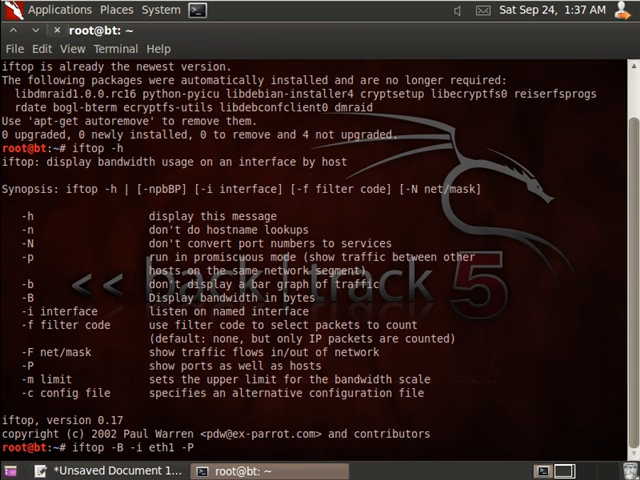 Applications Places System Sat Sep 24, 1:37 AM
root@bt: ~
File Edit View Terminal Help
iftop is already the newest version.
The following packages were automatically installed and are no longer required:
libdmraid1.0.0.rc16 python-pyicu libdebian-installer4 cryptsetup libecryptfs0 reiserfsprogs
rdate bogl-bterm ecryptfs-utils libdebconfclient0 dmraid
Use 'apt-get autoremove' to remove them.
0 upgraded, 0 newly installed, 0 to remove and 4 not upgraded.
root@bt:~# iftop -h
iftop: display bandwidth usage on an interface by host
Synopsis: iftop -h | [-npbBP] [-i interface] [-f filter code] [-N net/mask]
-h display this message
-n don't do hostname lookups
-N don't convert port numbers to services
-p run in promiscuous mode (show traffic between other
hosts on the same network segment)
-b don't display a bar graph of traffic
-B Display bandwidth in bytes
-i interface listen on named interface
-f filter code use filter code to select packets to count
(default: none, but only IP packets are counted)
-F net/mask show traffic flows in/out of network
-P show ports as well as hosts
-m limit sets the upper limit for the bandwidth scale
-c config file specifies an alternative configuration file
<< back | track 5
iftop, version 0.17
copyright (c) 2002 Paul Warren <pdw@ex-parrot.com> and contributors
root@bt:~# iftop -B -i eth1 -P
*Unsaved Document 1... root@bt: ~